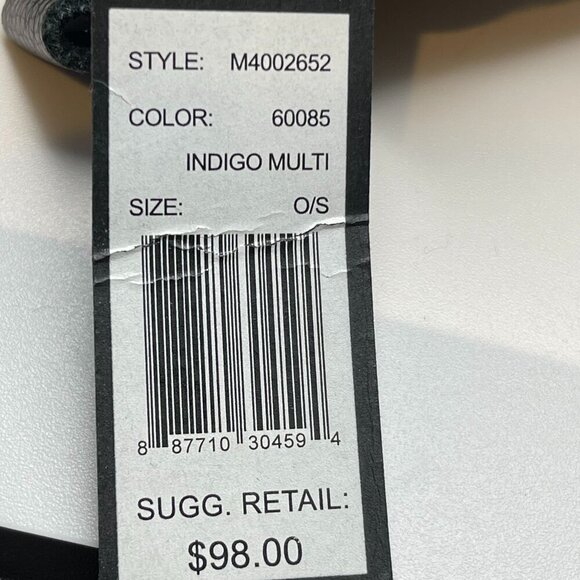 STYLE: M4002652
COLOR: 60085
INDIGO MULTI
SIZE: O/S
8 87710 30459 4
SUGG. RETAIL:
$98.00